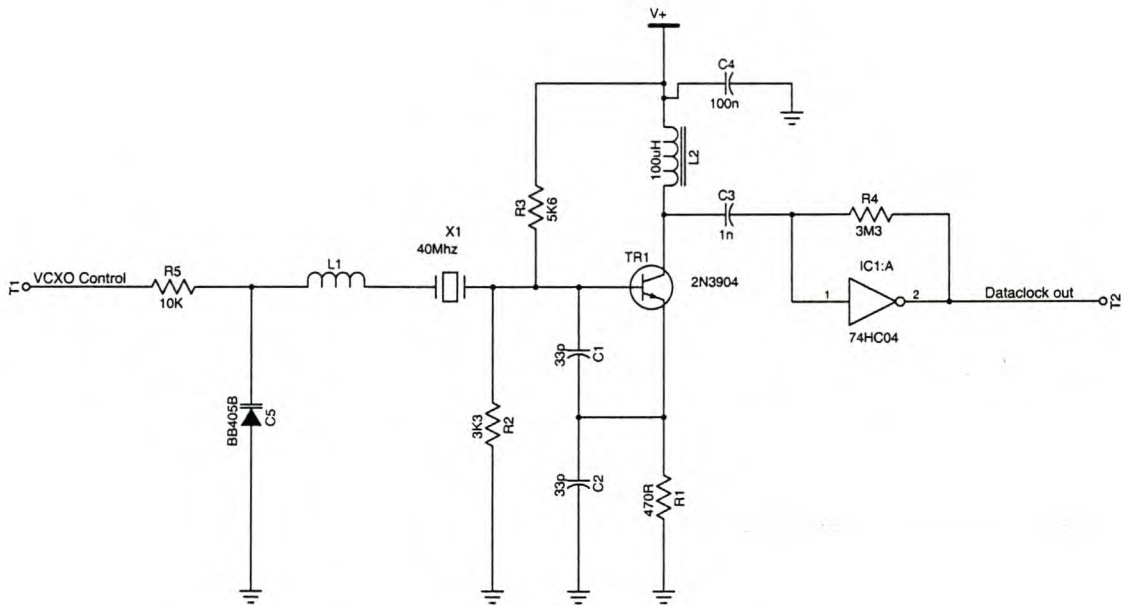 V+
C4
100n
100uH
L2
R3
5K6
C3
1n
R4
3M3
X1
40Mhz
TR1
2N3904
IC1:A
1
2
74HC04
T1
VCXO Control
R5
10K
L1
Dataclock out
T2
33p
C1
BB405B
C5
3K3
R2
33p
C2
470R
R1